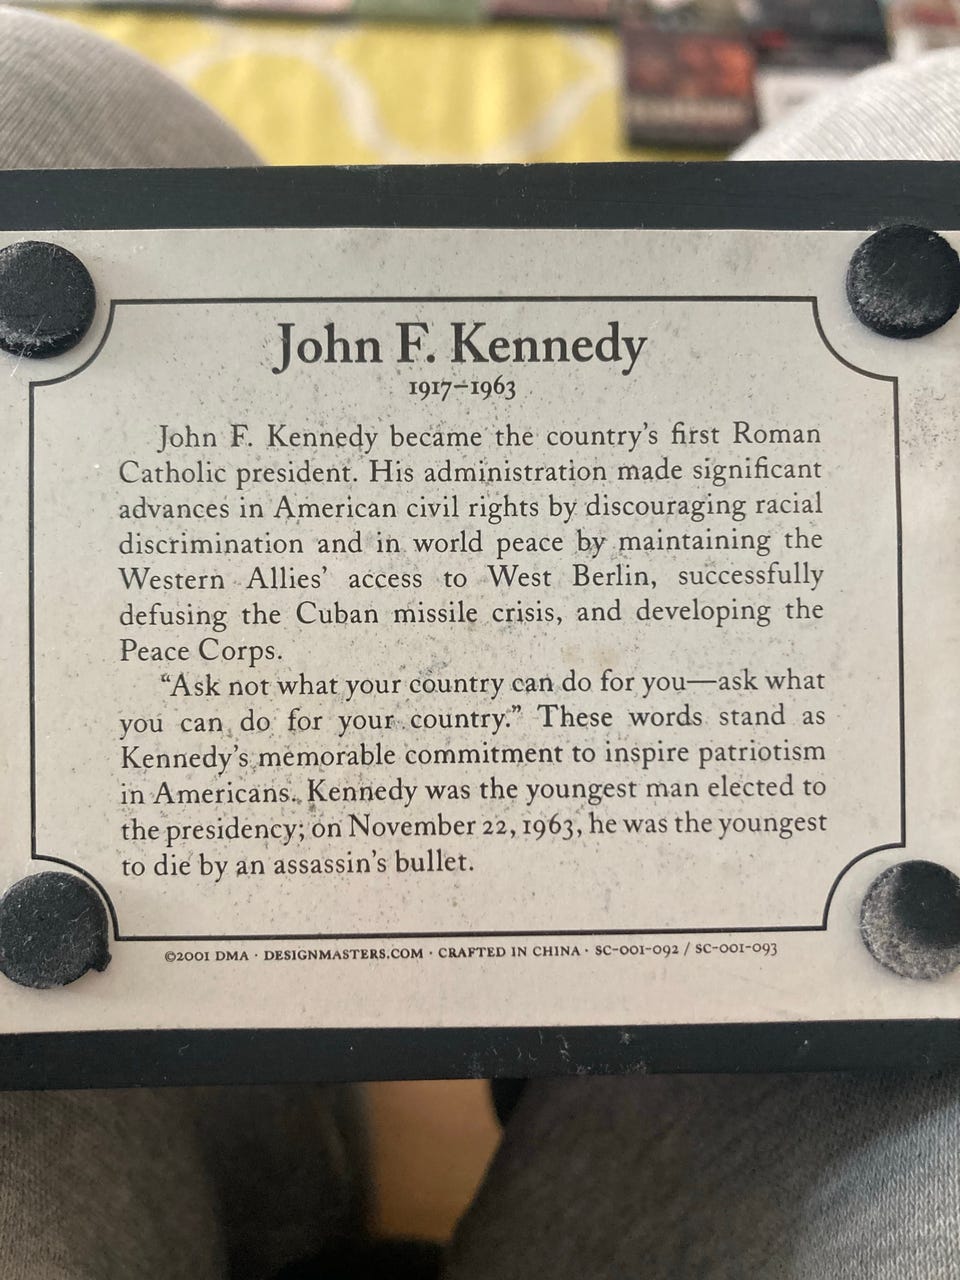 John F. Kennedy
1917–1963
John F. Kennedy became the country's first Roman
Catholic president. His administration made significant
advances in American civil rights by discouraging racial
discrimination and in world peace by maintaining the
Western Allies' access to West Berlin, successfully
defusing the Cuban missile crisis, and developing the
Peace Corps.
“Ask not what your country can do for you—ask what
you can do for your country.” These words stand as
Kennedy's memorable commitment to inspire patriotism
in Americans. Kennedy was the youngest man elected to
the presidency; on November 22, 1963, he was the youngest
to die by an assassin's bullet.
©2001 DMA · DESIGNMASTERS.COM · CRAFTED IN CHINA · SC-001-092 / SC-001-093